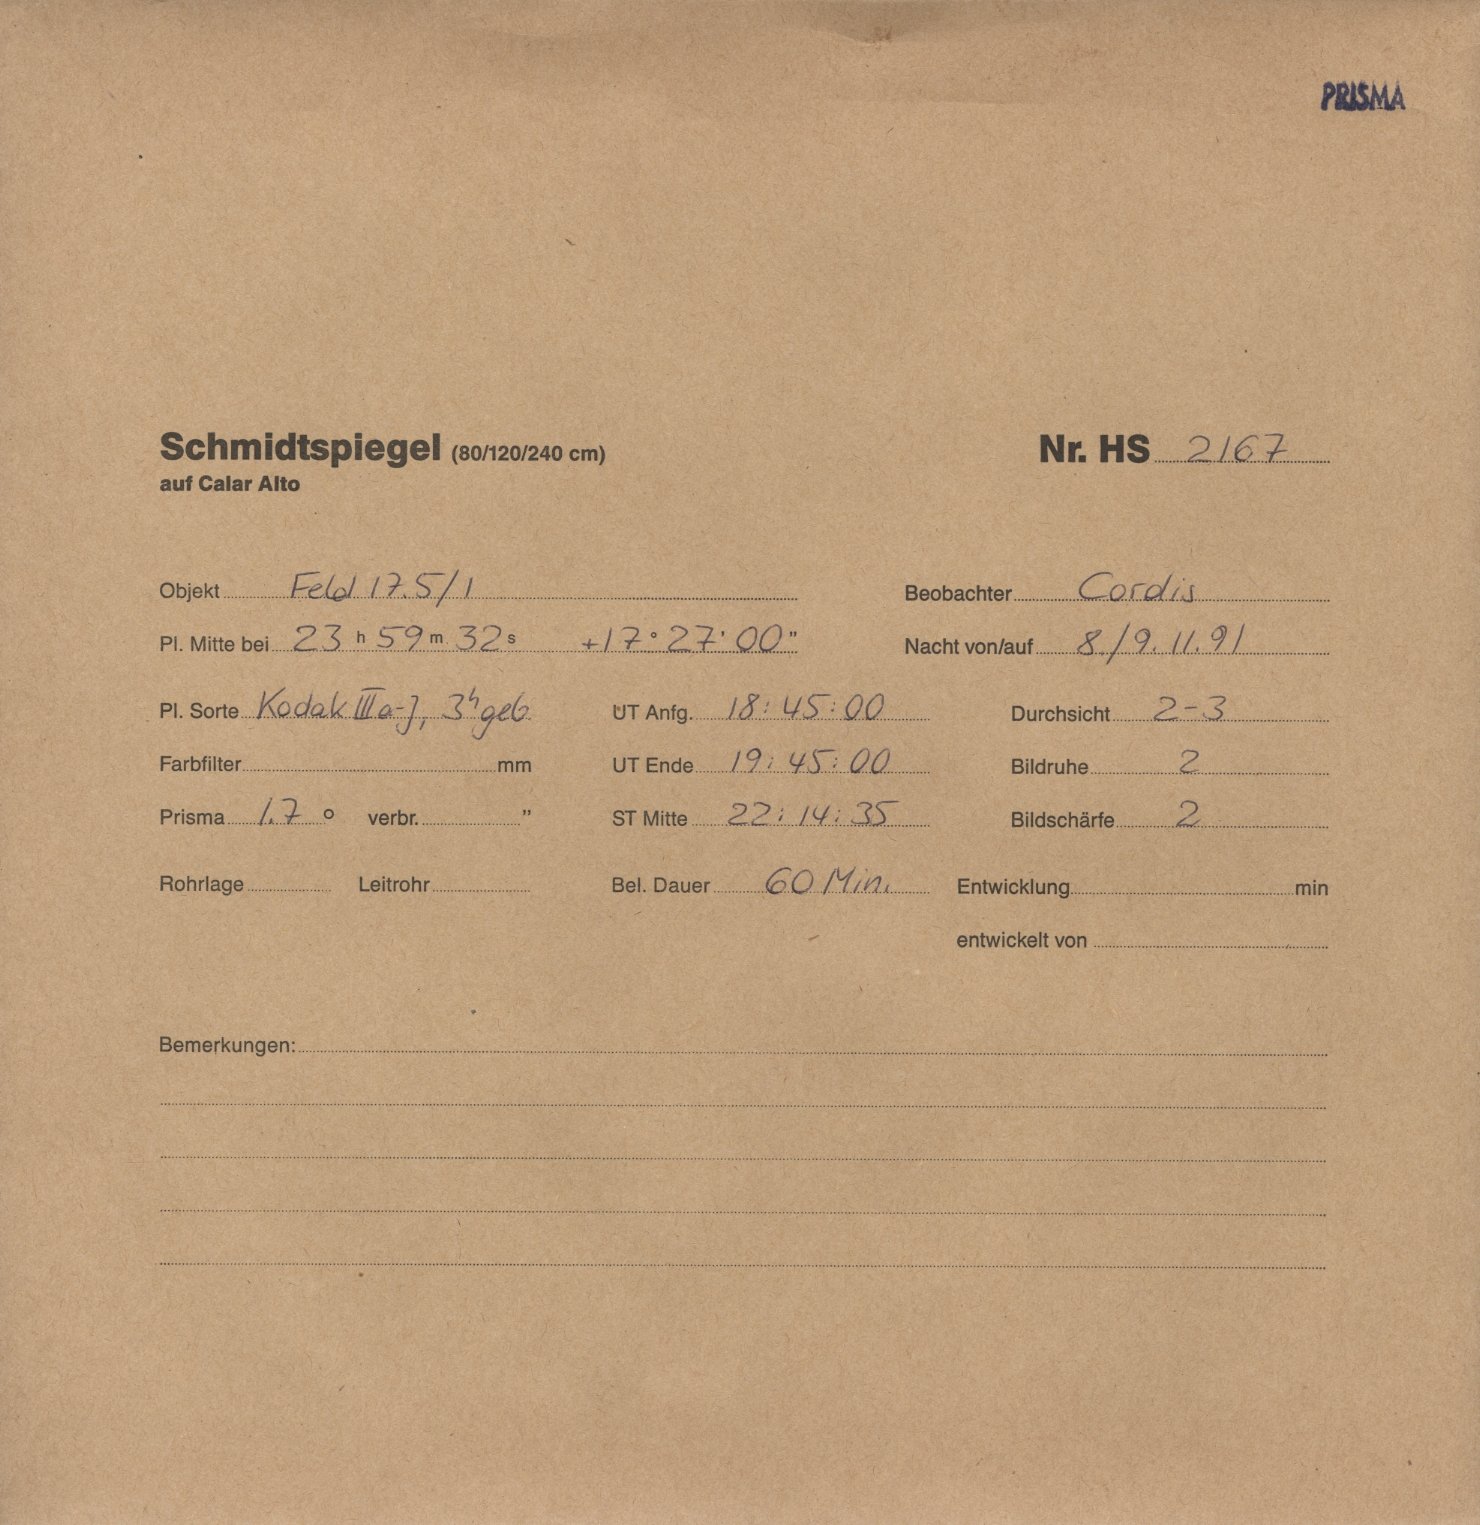 PRISMA
Schmidtspiegel (80/120/240 cm) Nr. HS 2167
auf Calar Alto
Objekt Feld 17.5/1 Beobachter Cordis
Pl. Mitte bei 23 h 59 m 32 s +17° 27' 00" Nacht von/auf 8./9.11.91
Pl. Sorte Kodak IIIa-J, 3h geb UT Anfg. 18:45:00 Durchsicht 2-3
Farbfilter mm UT Ende 19:45:00 Bildruhe 2
Prisma 1.7 ° verbr. " ST Mitte 22:14:35 Bildschärfe 2
Rohrlage Leitrohr Bel. Dauer 60 Min. Entwicklung min
entwickelt von
Bemerkungen: